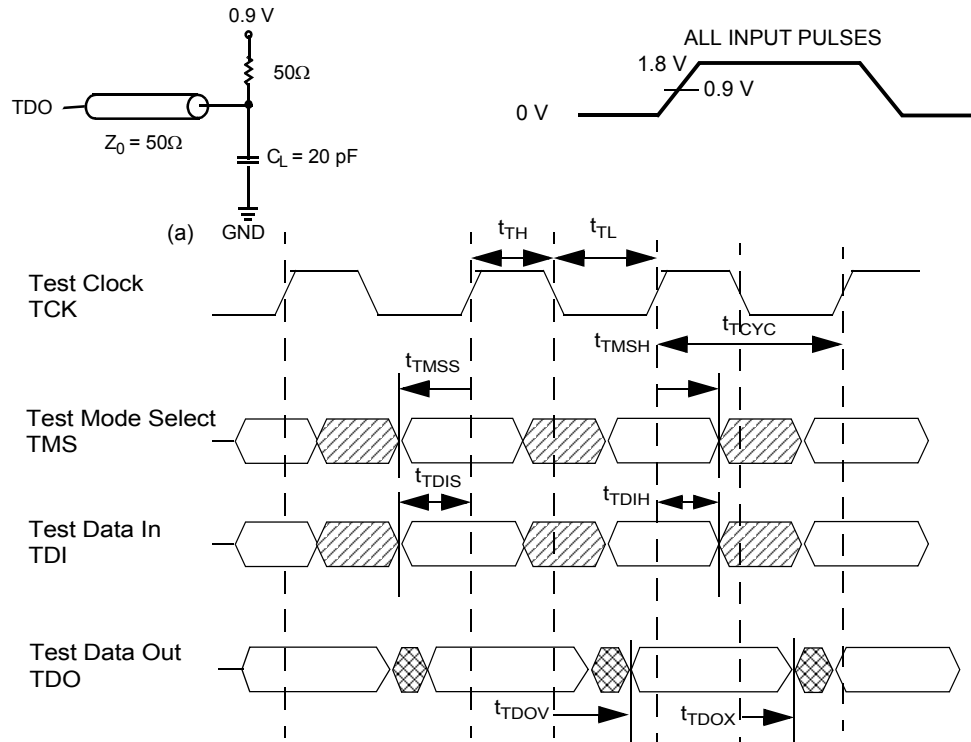 0.9 V
ALL INPUT PULSES
50Ω
1.8 V
0.9 V
TDO
0 V
Z0 = 50Ω
CL = 20 pF
(a)
GND
tTH
tTL
Test Clock
TCK
tTCYC
tTMSH
tTMSS
Test Mode Select
TMS
tTDIS
tTDIH
Test Data In
TDI
Test Data Out
TDO
tTDOV
tTDOX